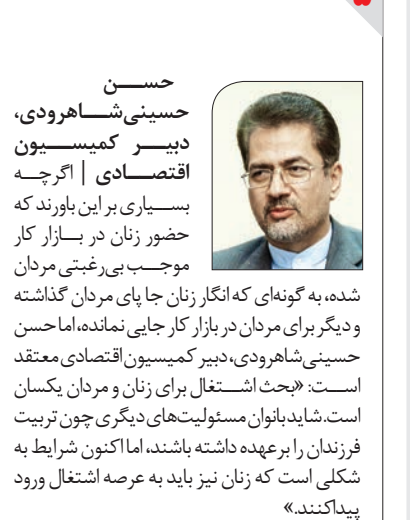 حسن
حسینی‌شاهرودی،
دبیر کمیسیون
اقتصادی | اگرچه
بسیاری بر این باورند که
حضور زنان در بازار کار
موجب بی‌رغبتی مردان
شده، به گونه‌ای که انگار زنان جا پای مردان گذاشته
و دیگر برای مردان در بازار کار جایی نمانده، اما حسن
حسینی‌شاهرودی، دبیر کمیسیون اقتصادی معتقد
است: «بحث اشتغال برای زنان و مردان یکسان
است. شاید بانوان مسئولیت‌های دیگری چون تربیت
فرزندان را بر عهده داشته باشند، اما اکنون شرایط به
شکلی است که زنان نیز باید به عرصه اشتغال ورود
پیدا کنند.»